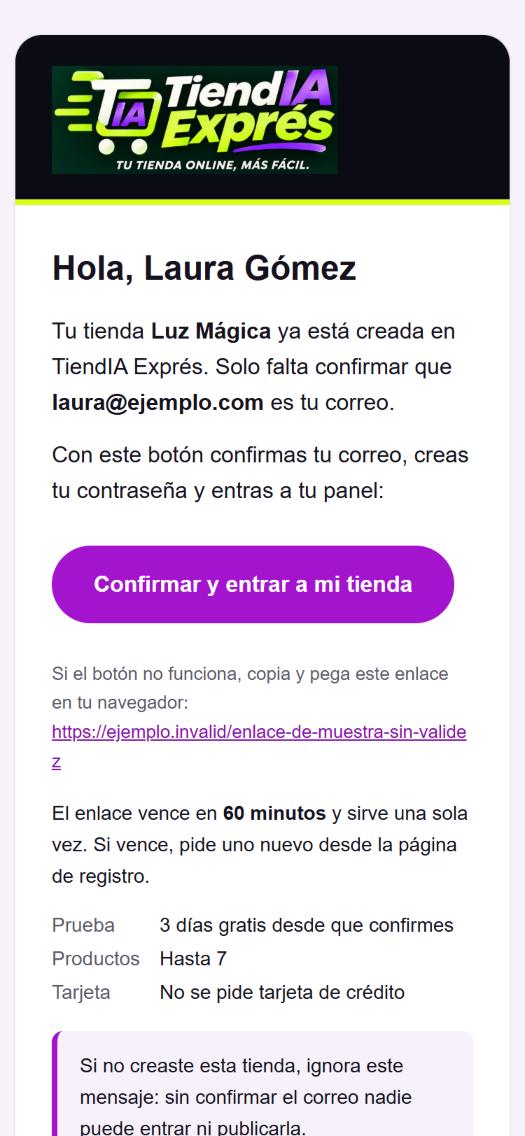 TIA
TiendIA
Exprés
TU TIENDA ONLINE, MÁS FÁCIL.
Hola, Laura Gómez
Tu tienda Luz Mágica ya está creada en
TiendIA Exprés. Solo falta confirmar que
laura@ejemplo.com es tu correo.
Con este botón confirmas tu correo, creas
tu contraseña y entras a tu panel:
Confirmar y entrar a mi tienda
Si el botón no funciona, copia y pega este enlace
en tu navegador:
https://ejemplo.invalid/enlace-de-muestra-sin-valide
z
El enlace vence en 60 minutos y sirve una sola
vez. Si vence, pide uno nuevo desde la página
de registro.
Prueba 3 días gratis desde que confirmes
Productos Hasta 7
Tarjeta No se pide tarjeta de crédito
Si no creaste esta tienda, ignora este
mensaje: sin confirmar el correo nadie
puede entrar ni publicarla.